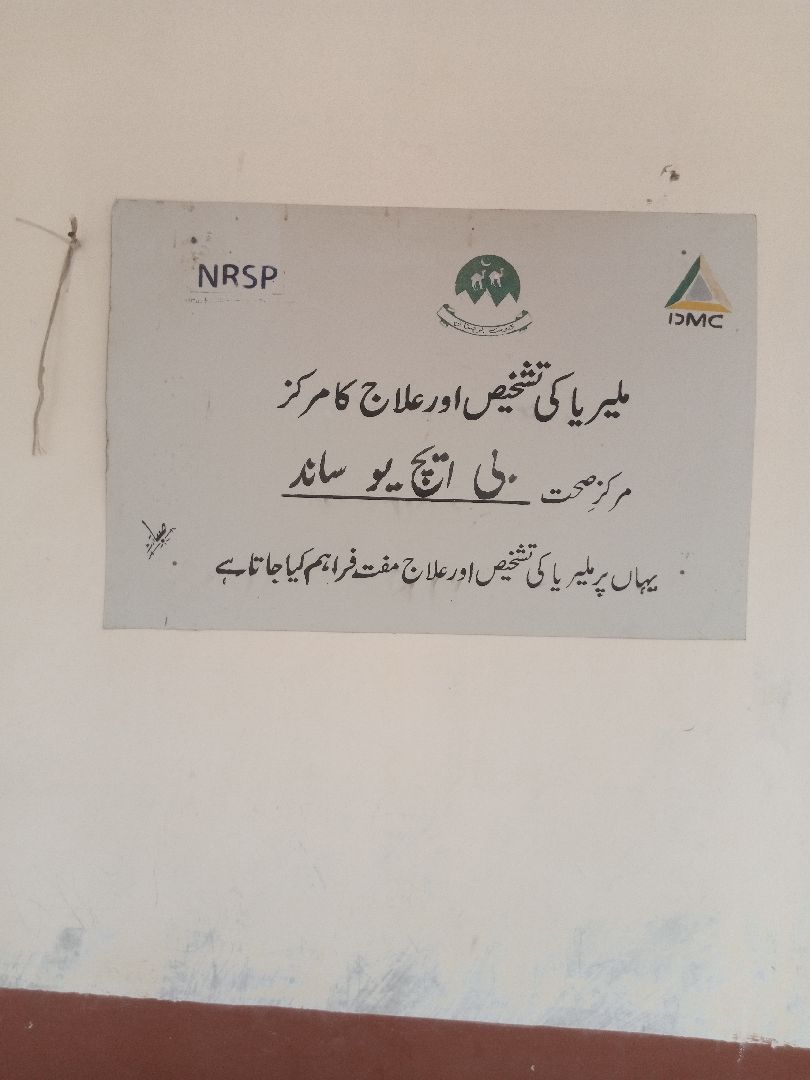 NRSP
DMC
ملیریا کی تشخیص اور علاج کا مرکز
مرکزِ صحت بی ایچ یو ساند
یہاں پر ملیریا کی تشخیص اور علاج مفت فراہم کیا جاتا ہے